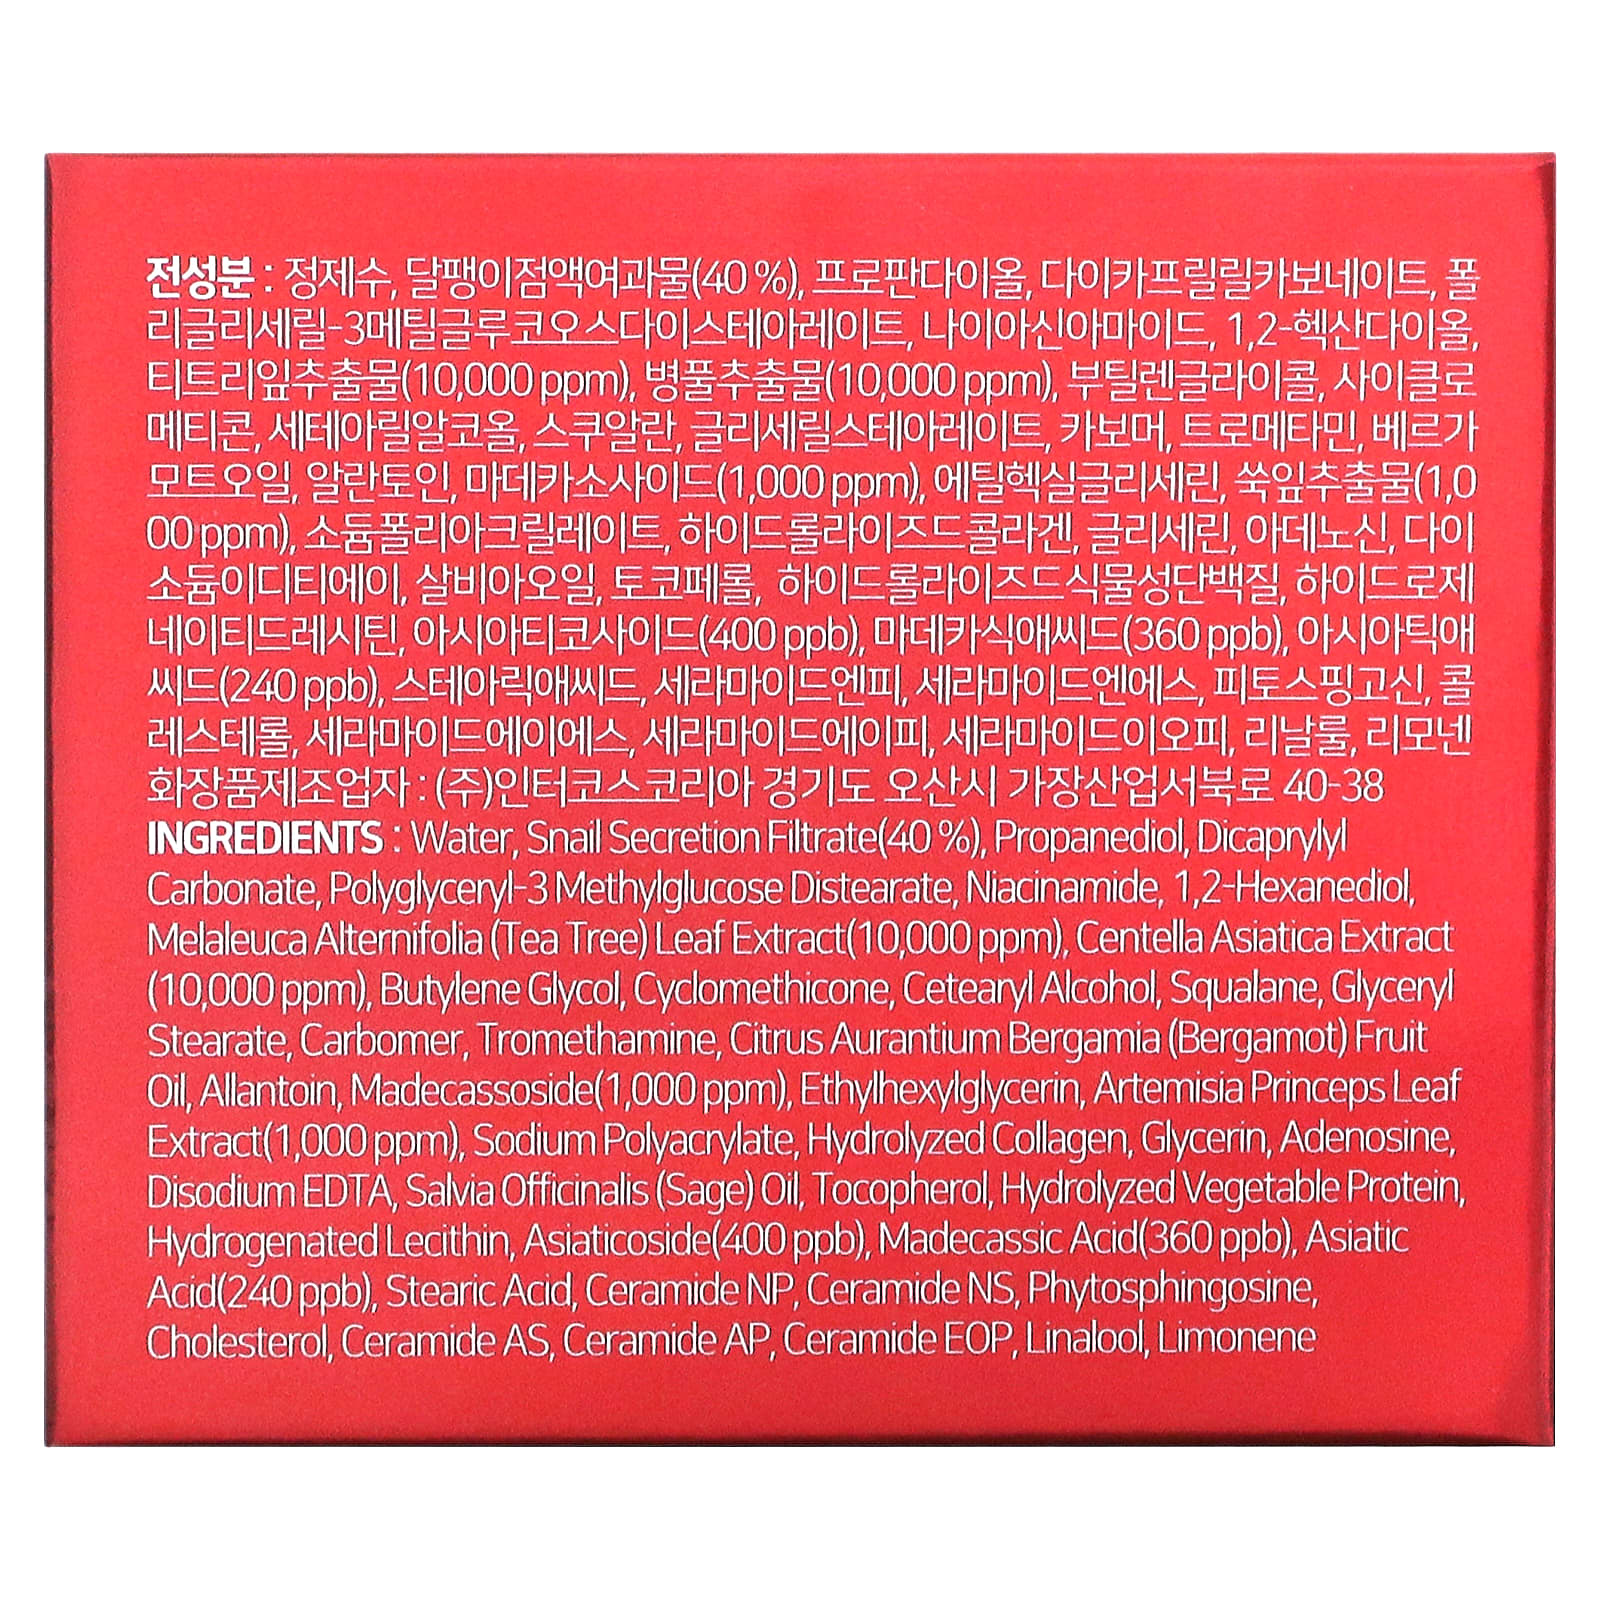 전성분 : 정제수, 달팽이점액여과물(40 %), 프로판다이올, 다이카프릴릴카보네이트, 폴
리글리세릴-3메틸글루코오스다이스테아레이트, 나이아신아마이드, 1,2-헥산다이올,
티트리잎추출물(10,000 ppm), 병풀추출물(10,000 ppm), 부틸렌글라이콜, 사이클로
메티콘, 세테아릴알코올, 스쿠알란, 글리세릴스테아레이트, 카보머, 트로메타민, 베르가
모트오일, 알란토인, 마데카소사이드(1,000 ppm), 에틸헥실글리세린, 쑥잎추출물(1,0
00 ppm), 소듐폴리아크릴레이트, 하이드롤라이즈드콜라겐, 글리세린, 아데노신, 다이
소듐이디티에이, 살비아오일, 토코페롤, 하이드롤라이즈드식물성단백질, 하이드로제
네이티드레시틴, 아시아티코사이드(400 ppb), 마데카식애씨드(360 ppb), 아시아틱애
씨드(240 ppb), 스테아릭애씨드, 세라마이드엔피, 세라마이드엔에스, 피토스핑고신, 콜
레스테롤, 세라마이드에이에스, 세라마이드에이피, 세라마이드이오피, 리날룰, 리모넨
화장품제조업자 : (주)인터코스코리아 경기도 오산시 가장산업서북로 40-38
INGREDIENTS : Water, Snail Secretion Filtrate(40 %), Propanediol, Dicaprylyl
Carbonate, Polyglyceryl-3 Methylglucose Distearate, Niacinamide, 1,2-Hexanediol,
Melaleuca Alternifolia (Tea Tree) Leaf Extract(10,000 ppm), Centella Asiatica Extract
(10,000 ppm), Butylene Glycol, Cyclomethicone, Cetearyl Alcohol, Squalane, Glyceryl
Stearate, Carbomer, Tromethamine, Citrus Aurantium Bergamia (Bergamot) Fruit
Oil, Allantoin, Madecassoside(1,000 ppm), Ethylhexylglycerin, Artemisia Princeps Leaf
Extract(1,000 ppm), Sodium Polyacrylate, Hydrolyzed Collagen, Glycerin, Adenosine,
Disodium EDTA, Salvia Officinalis (Sage) Oil, Tocopherol, Hydrolyzed Vegetable Protein,
Hydrogenated Lecithin, Asiaticoside(400 ppb), Madecassic Acid(360 ppb), Asiatic
Acid(240 ppb), Stearic Acid, Ceramide NP, Ceramide NS, Phytosphingosine,
Cholesterol, Ceramide AS, Ceramide AP, Ceramide EOP, Linalool, Limonene